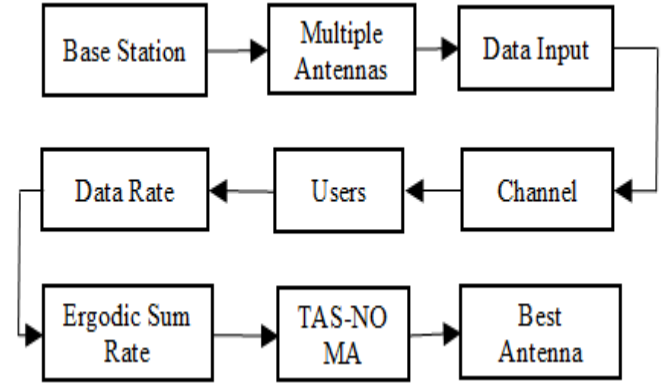 Base Station
Multiple
Antennas
Data Input
Data Rate
Users
Channel
Ergodic Sum
Rate
TAS-NO
MA
Best
Antenna